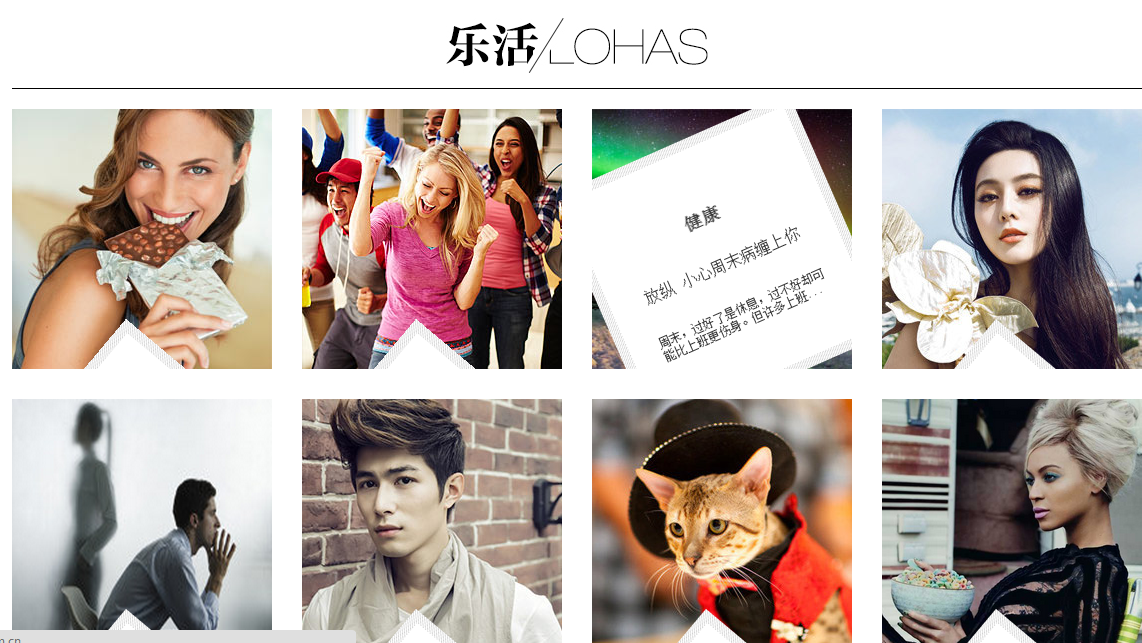 乐活/LOHAS
健康
放纵 小心周末病缠上你
周末，过好了是休息，过不好却可
能比上班更伤身。但许多上班...
n.cn